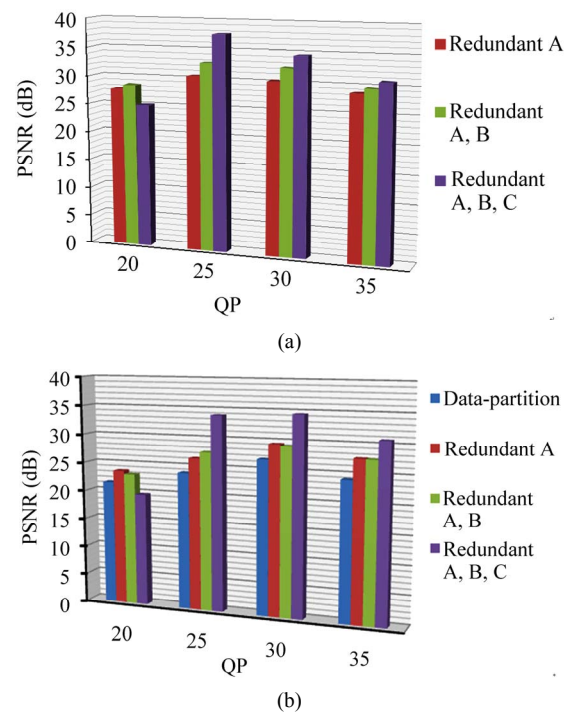 40
35
30
25
20
15
10
5
0
PSNR (dB)
20
25
30
35
QP
Redundant A
Redundant
A, B
Redundant
A, B, C
(a)
40
35
30
25
20
15
10
5
0
PSNR (dB)
20
25
30
35
QP
Data-partition
Redundant A
Redundant
A, B
Redundant
A, B, C
(b)